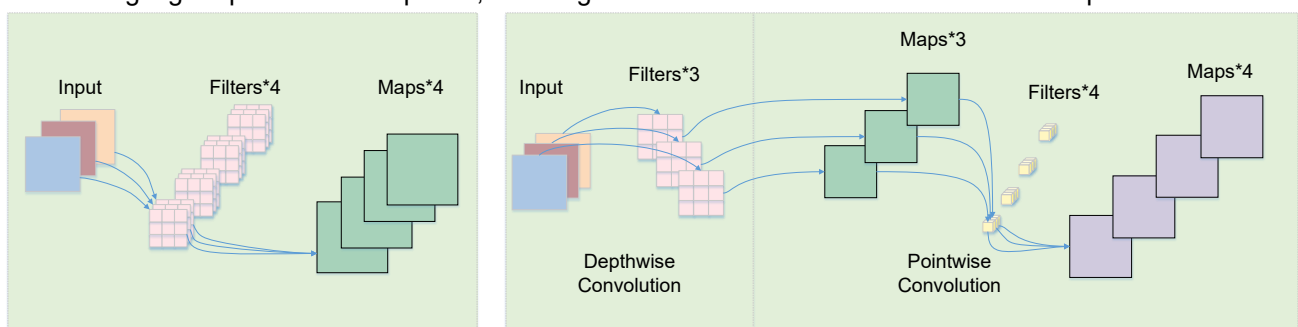 Input
Filters*4
Maps*4
Input
Filters*3
Depthwise
Convolution
Maps*3
Filters*4
Maps*4
Pointwise
Convolution